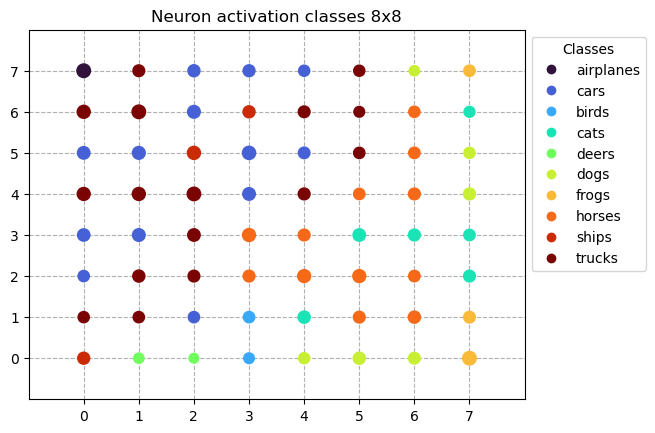 Neuron activation classes 8x8
7
6
5
4
3
2
1
0
0 1 2 3 4 5 6 7
Classes
airplanes
cars
birds
cats
deers
dogs
frogs
horses
ships
trucks